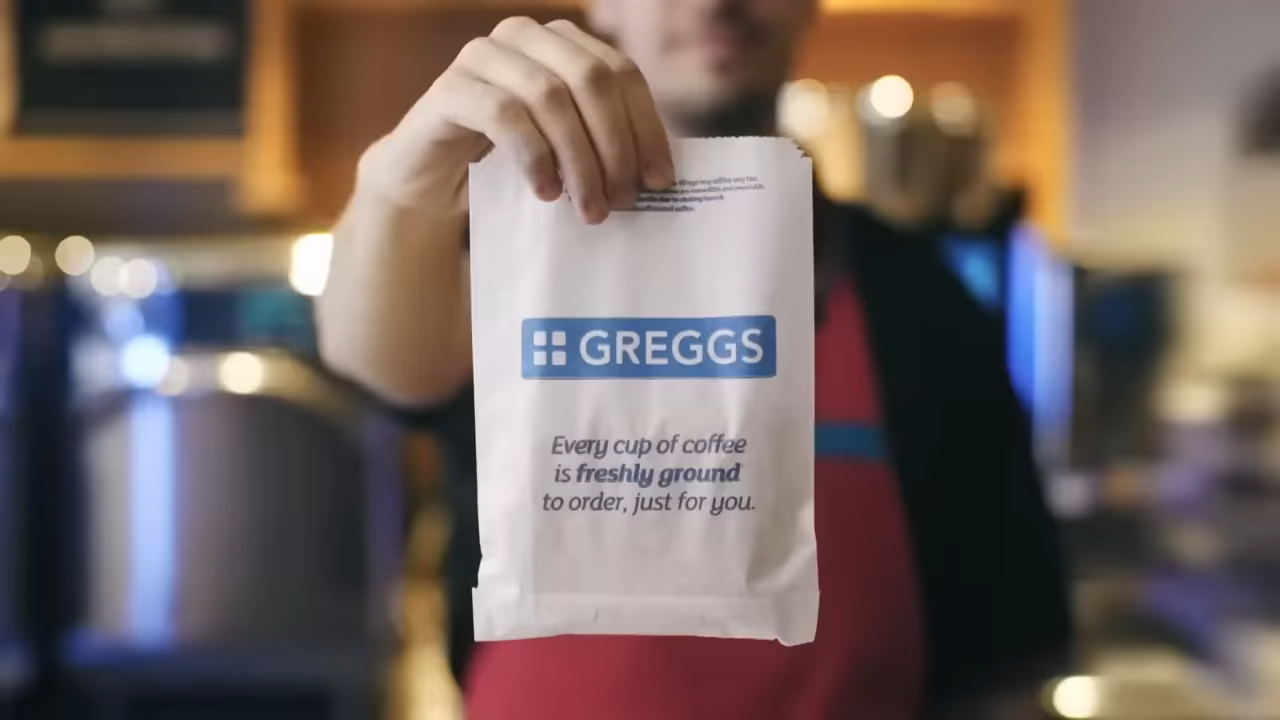 GREGGS
Every cup of coffee
is freshly ground
to order, just for you.